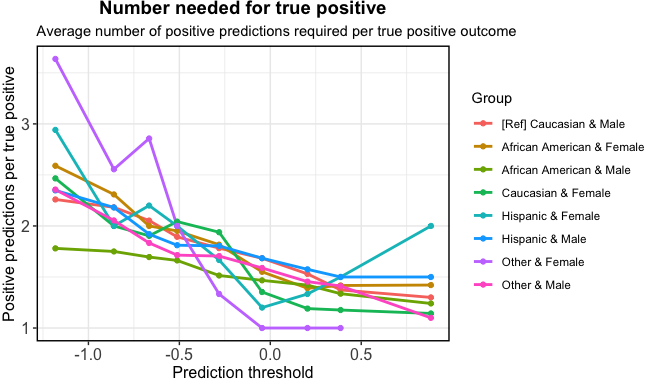 Number needed for true positive
Average number of positive predictions required per true positive outcome
Positive predictions per true positive
3
2
1
-1.0
-0.5
0.0
0.5
Prediction threshold
Group
[Ref] Caucasian & Male
African American & Female
African American & Male
Caucasian & Female
Hispanic & Female
Hispanic & Male
Other & Female
Other & Male